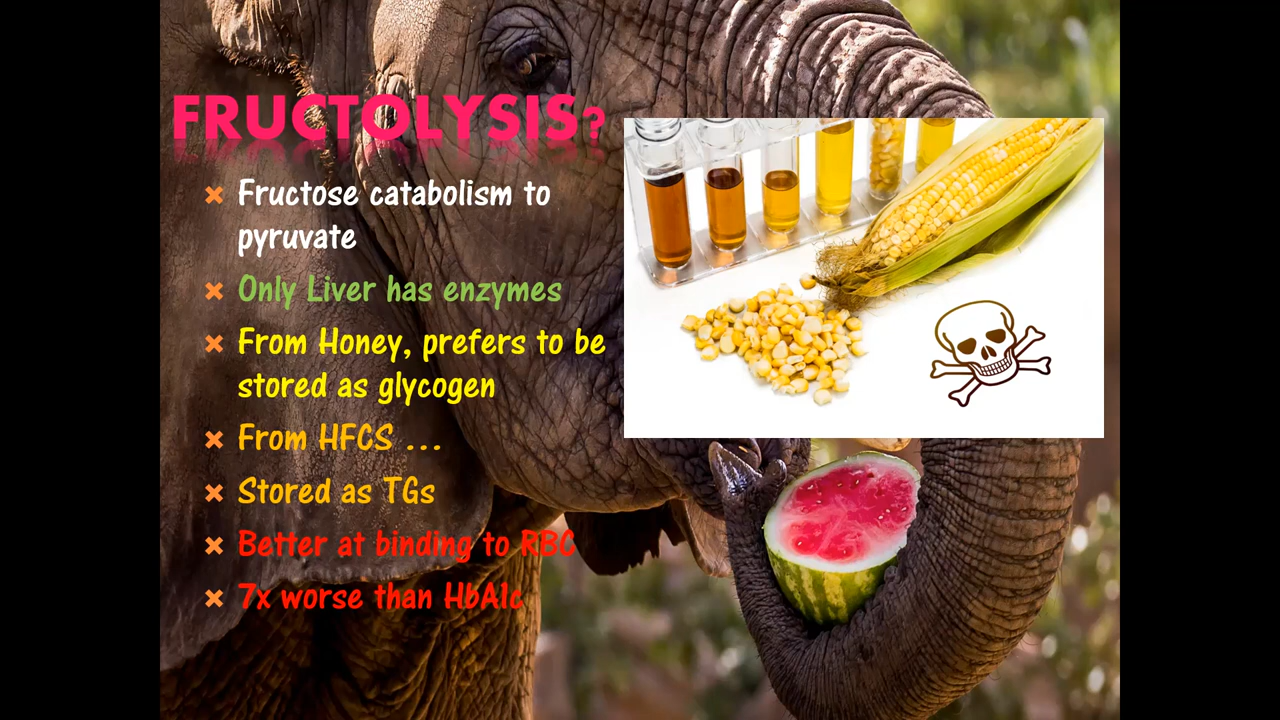 FRUCTOLYSIS?
Fructose catabolism to
pyruvate
Only Liver has enzymes
From Honey, prefers to be
stored as glycogen
From HFCS ...
Stored as TGs
Better at binding to RBC
7x worse than HbA1c